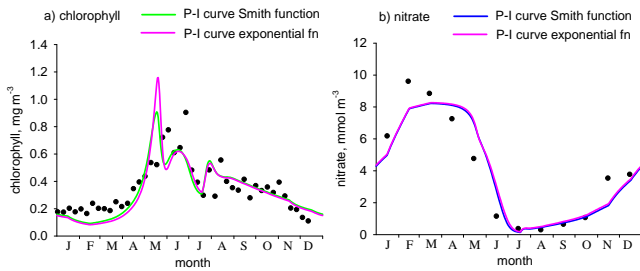 a) chlorophyll
P-I curve Smith function
P-I curve exponential fn
1.4
1.2
1.0
0.8
0.6
0.4
0.2
0.0
chlorophyll, mg m-3
J F M A M J J A S O N D
month
b) nitrate
P-I curve Smith function
P-I curve exponential fn
12
10
8
6
4
2
0
nitrate, mmol m-3
J F M A M J J A S O N D
month